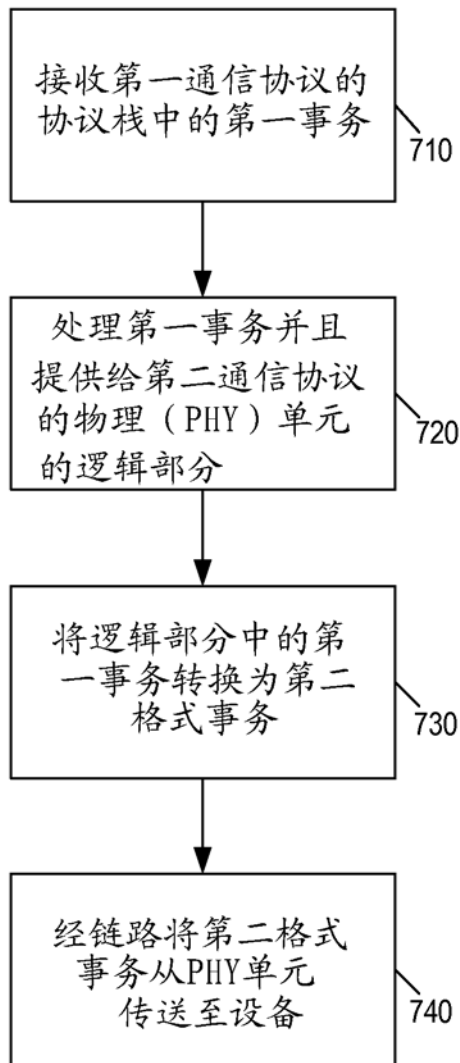 接收第一通信协议的
协议栈中的第一事务
710
处理第一事务并且
提供给第二通信协议
的物理（PHY）单元
的逻辑部分
720
将逻辑部分中的第
一事务转换为第二
格式事务
730
经链路将第二格式
事务从PHY单元
传送至设备
740